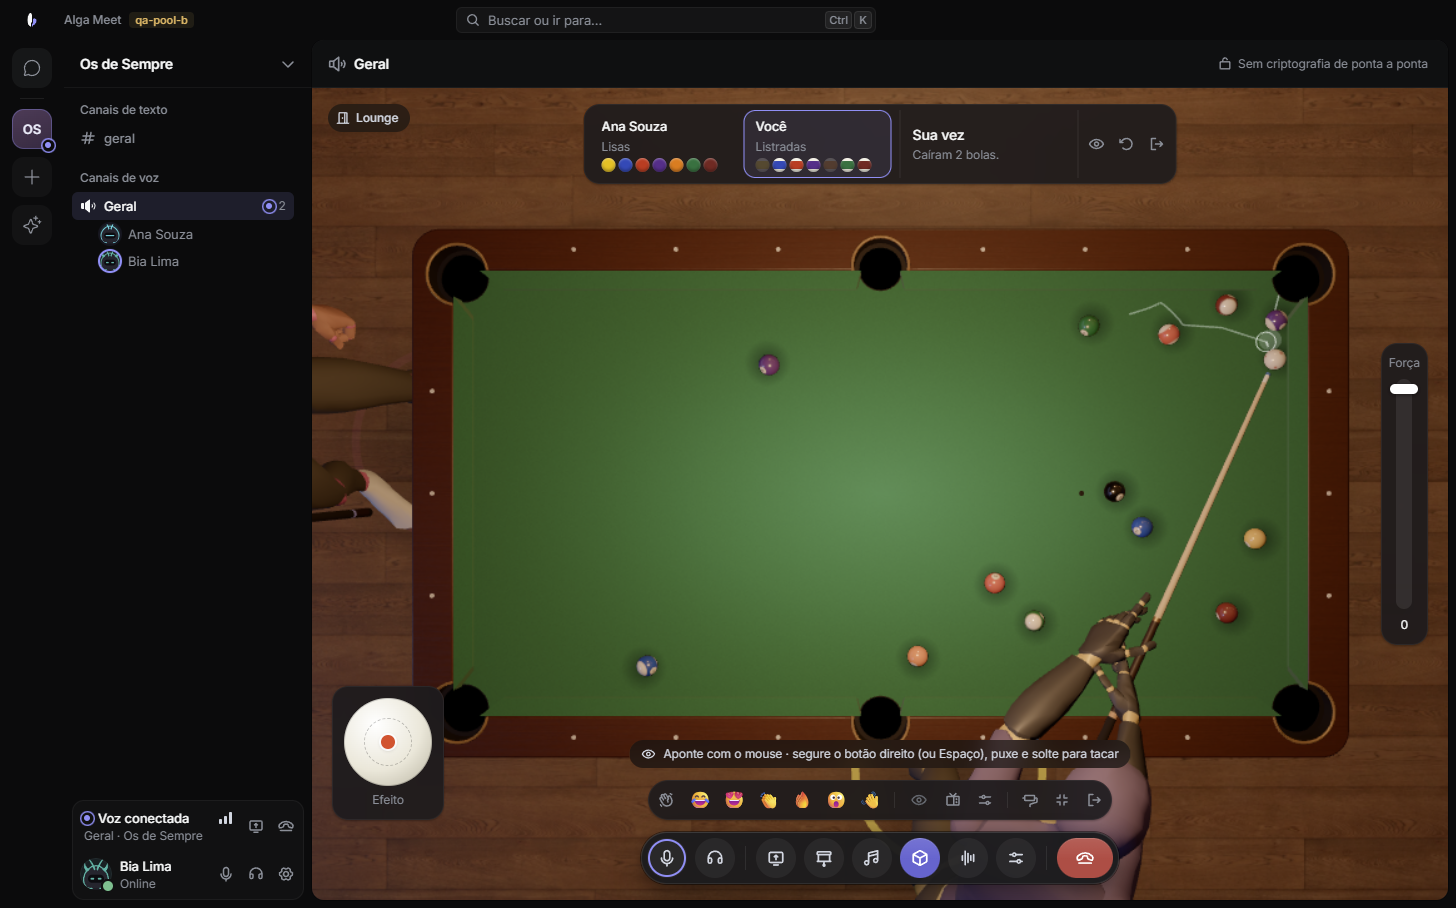 Alga Meet
qa-pool-b
Buscar ou ir para...
Ctrl K
Os de Sempre
Geral
Sem criptografia de ponta a ponta
OS
Canais de texto
# geral
Canais de voz
Geral
2
Ana Souza
Bia Lima
Lounge
Ana Souza
Lisas
Você
Listradas
Sua vez
Caíram 2 bolas.
Força
0
Efeito
Aponte com o mouse · segure o botão direito (ou Espaço), puxe e solte para tacar
Voz conectada
Geral · Os de Sempre
Bia Lima
Online